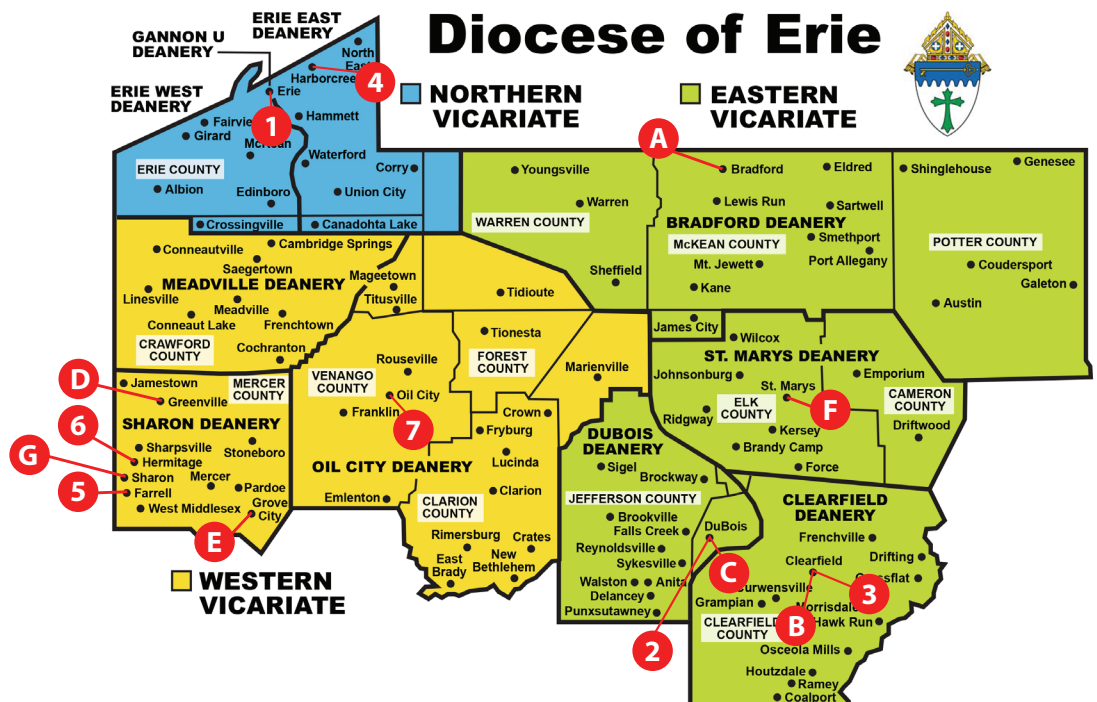 Diocese of Erie
ERIE EAST
DEANERY
GANNON U
DEANERY
ERIE WEST
DEANERY
NORTHERN
VICARIATE
EASTERN
VICARIATE
North
Harborcreek
4
Erie
1
Hammett
Girard
ERIE COUNTY
Waterford
Corry
Albion
Edinboro
Union City
Crossingville
Canadohta Lake
A
Youngsville
Bradford
Eldred
Shinglehouse
Genesee
Warren
Lewis Run
Sartwell
WARREN COUNTY
BRADFORD DEANERY
McKEAN COUNTY
Smethport
Port Allegany
POTTER COUNTY
Mt. Jewett
Coudersport
Sheffield
Kane
Galeton
Austin
Conneautville
Cambridge Springs
Saegertown
MEADVILLE DEANERY
Mageetown
Titusville
Linesville
Meadville
Conneaut Lake
Frenchtown
CRAWFORD
COUNTY
Cochranton
Tidioute
Tionesta
FOREST
COUNTY
Marienville
Rouseville
VENANGO
COUNTY
Oil City
Franklin
7
James City
Wilcox
ST. MARYS DEANERY
Johnsonburg
St. Marys
Emporium
ELK
COUNTY
F
CAMERON
COUNTY
Ridgway
Kersey
Driftwood
Brandy Camp
Force
D
Jamestown
MERCER
COUNTY
Greenville
6
SHARON DEANERY
Sharpsville
Stoneboro
Hermitage
G
Sharon
Mercer
5
Farrell
Pardoe
West Middlesex
Grove
City
E
Crown
Fryburg
OIL CITY DEANERY
Lucinda
Emlenton
Clarion
CLARION
COUNTY
Rimersburg
Crates
East
Brady
New
Bethlehem
WESTERN
VICARIATE
DUBOIS
DEANERY
Sigel
Brockway
JEFFERSON COUNTY
Brookville
Falls Creek
DuBois
Reynoldsville
Sykesville
C
Walston
Anita
Delancey
Punxsutawney
2
CLEARFIELD
DEANERY
Frenchville
Clearfield
Drifting
3
Grampian
B
CLEARFIELD
COUNTY
Hawk Run
Osceola Mills
Houtzdale
Ramey
Coalport